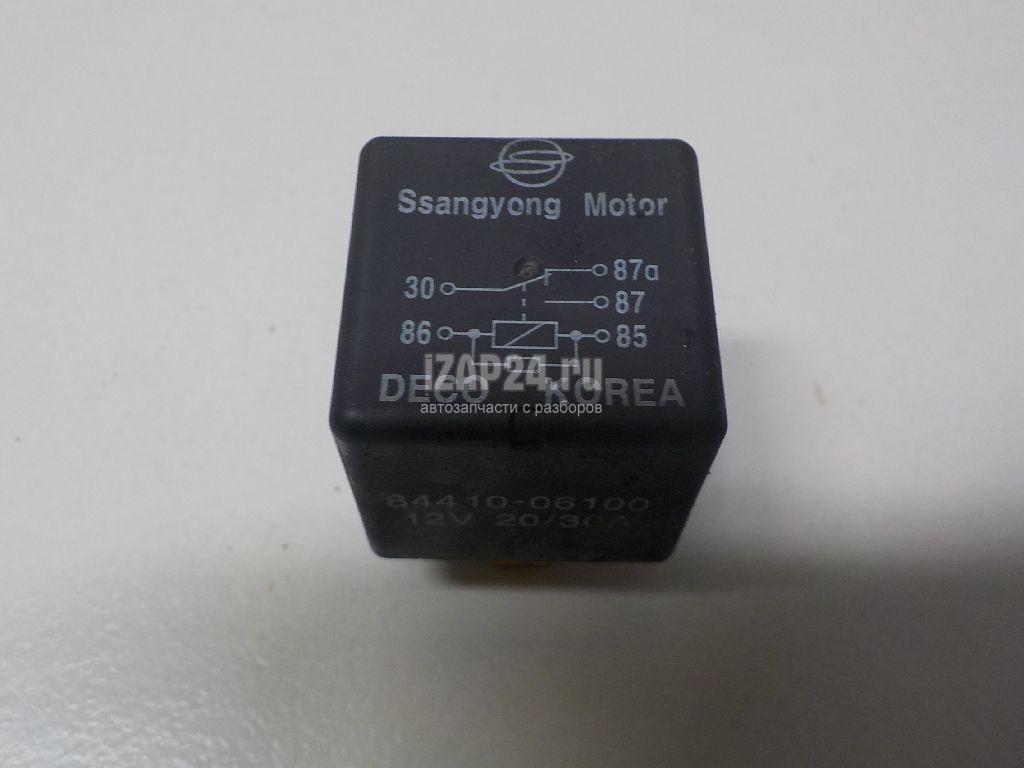 Ssangyong Motor
30 87a
87
86 85
iZAP24.ru
DECO KOREA
автозапчасти с разборов
84410-06100
12V 20/30A